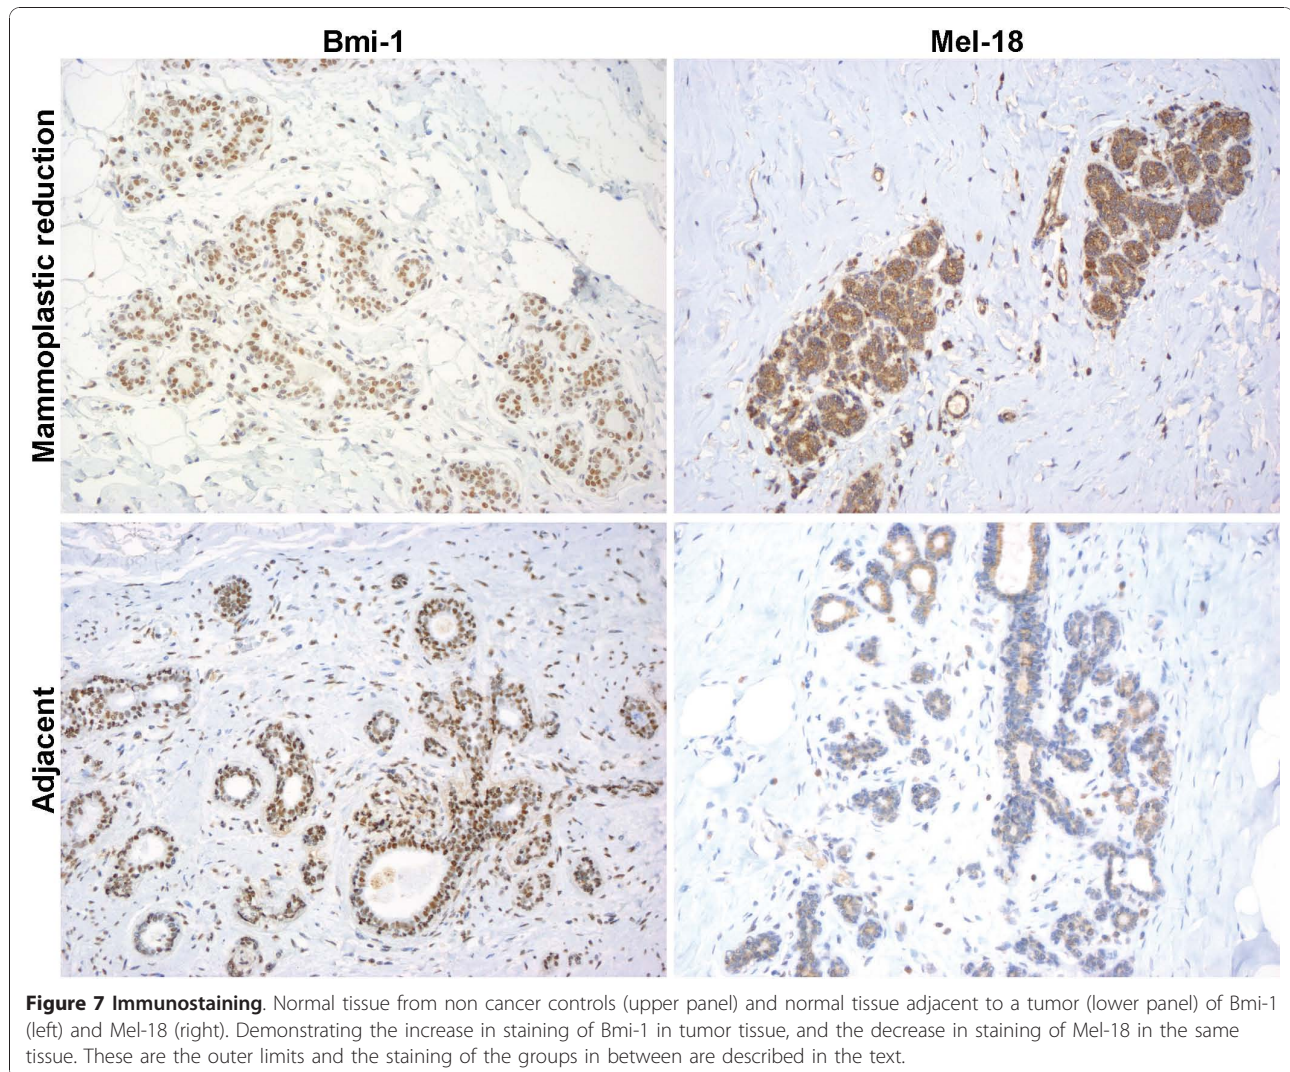 Bmi-1
Mel-18
Mammoplastic reduction
Adjacent
Figure 7 Immunostaining. Normal tissue from non cancer controls (upper panel) and normal tissue adjacent to a tumor (lower panel) of Bmi-1
(left) and Mel-18 (right). Demonstrating the increase in staining of Bmi-1 in tumor tissue, and the decrease in staining of Mel-18 in the same
tissue. These are the outer limits and the staining of the groups in between are described in the text.